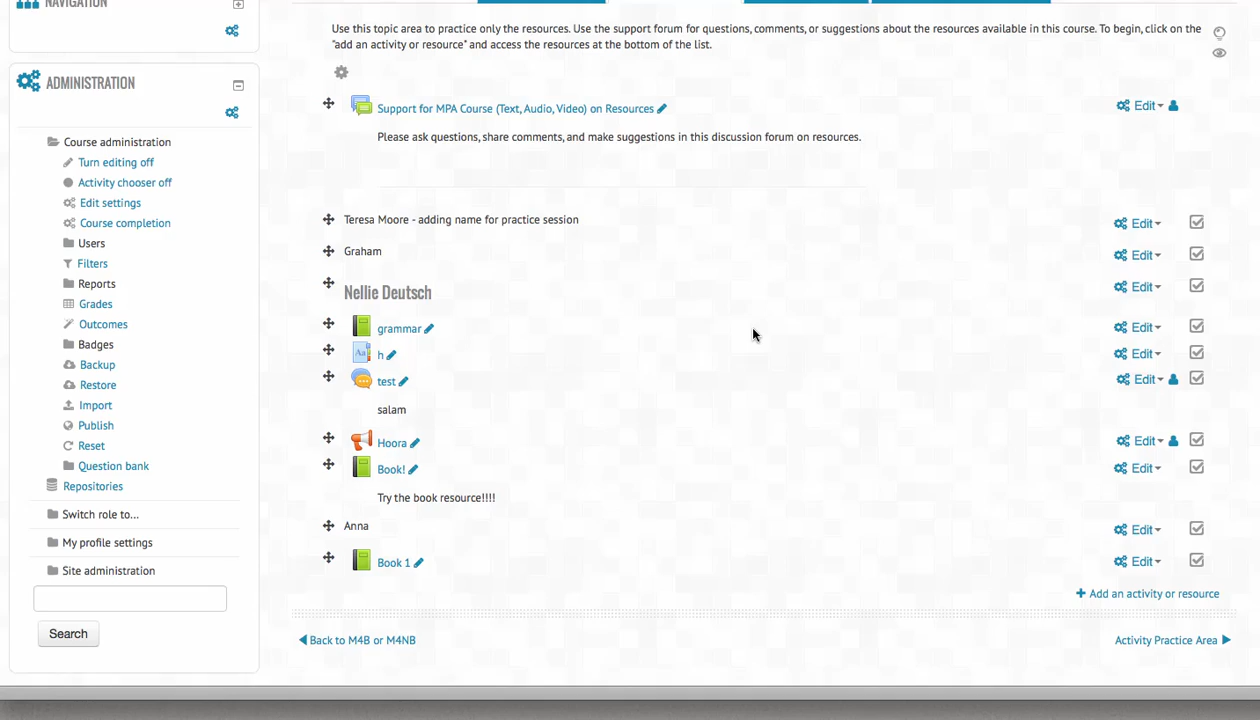 NAVIGATION
ADMINISTRATION
Course administration
Turn editing off
Activity chooser off
Edit settings
Course completion
Users
Filters
Reports
Grades
Outcomes
Badges
Backup
Restore
Import
Publish
Reset
Question bank
Repositories
Switch role to...
My profile settings
Site administration
Search
Use this topic area to practice only the resources. Use the support forum for questions, comments, or suggestions about the resources available in this course. To begin, click on the
"add an activity or resource" and access the resources at the bottom of the list.
Support for MPA Course (Text, Audio, Video) on Resources Edit
Please ask questions, share comments, and make suggestions in this discussion forum on resources.
Teresa Moore - adding name for practice session Edit
Graham Edit
Nellie Deutsch Edit
grammar Edit
Aa h Edit
test Edit
salam
Hoora Edit
Book! Edit
Try the book resource!!!!
Anna Edit
Book 1 Edit
Add an activity or resource
Back to M4B or M4NB Activity Practice Area